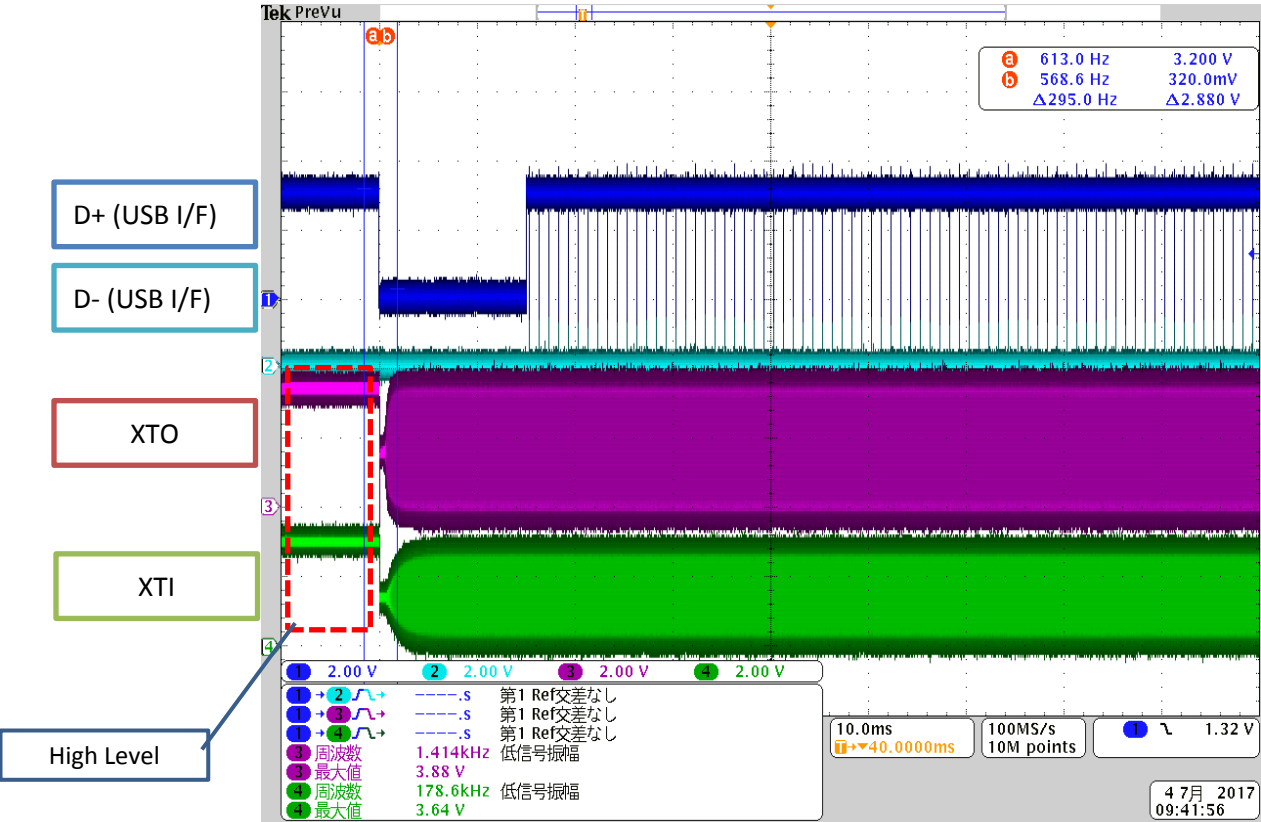 Tek PreVu
T
a b
a 613.0 Hz 3.200 V
b 568.6 Hz 320.0mV
Δ295.0 Hz Δ2.880 V
D+ (USB I/F)
D- (USB I/F)
1
2
XTO
3
XTI
4
High Level
1 2.00 V 2 2.00 V 3 2.00 V 4 2.00 V
1 → 2 → ----.s 第1 Ref交差なし
1 → 3 → ----.s 第1 Ref交差なし
1 → 4 → ----.s 第1 Ref交差なし
3 周波数 1.414kHz 低信号振幅
3 最大値 3.88 V
4 周波数 178.6kHz 低信号振幅
4 最大値 3.64 V
10.0ms
T→▼40.0000ms
100MS/s
10M points
1 1.32 V
4 7月 2017
09:41:56